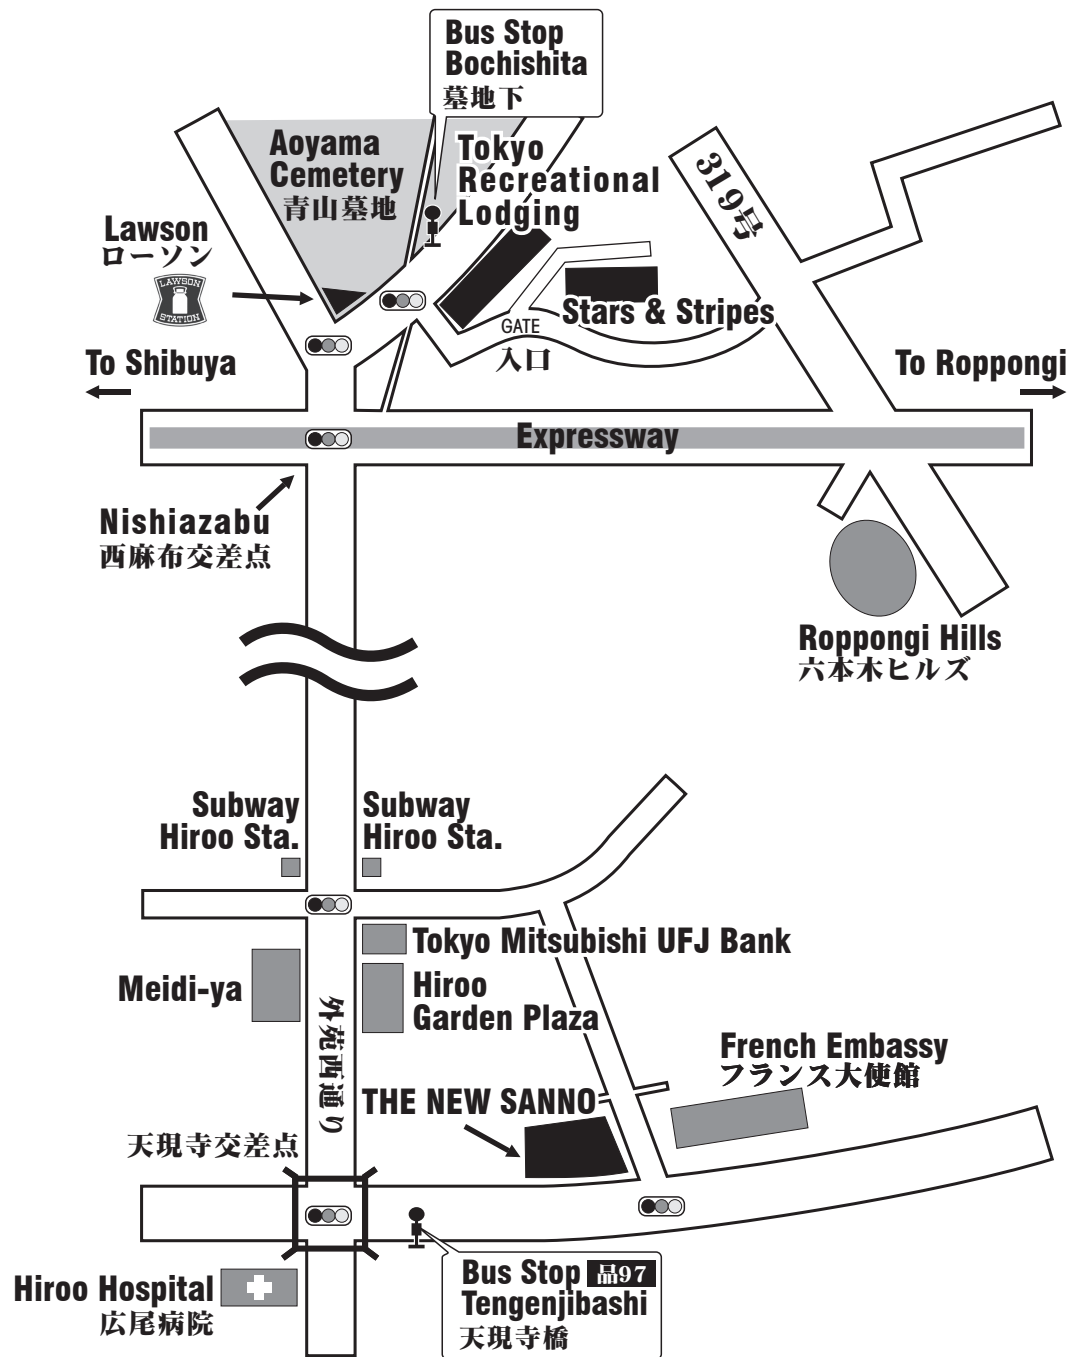 Bus Stop
Bochishita
墓地下
Aoyama
Cemetery
青山墓地
Tokyo
Recreational
Lodging
319号
Lawson
ローソン
LAWSON
STATION
Stars & Stripes
GATE
入口
To Shibuya
To Roppongi
Expressway
Nishiazabu
西麻布交差点
Roppongi Hills
六本木ヒルズ
Subway
Hiroo Sta.
Subway
Hiroo Sta.
Tokyo Mitsubishi UFJ Bank
Meidi-ya
Hiroo
Garden Plaza
外苑西通り
French Embassy
フランス大使館
THE NEW SANNO
天現寺交差点
Hiroo Hospital
広尾病院
Bus Stop 品97
Tengenjibashi
天現寺橋